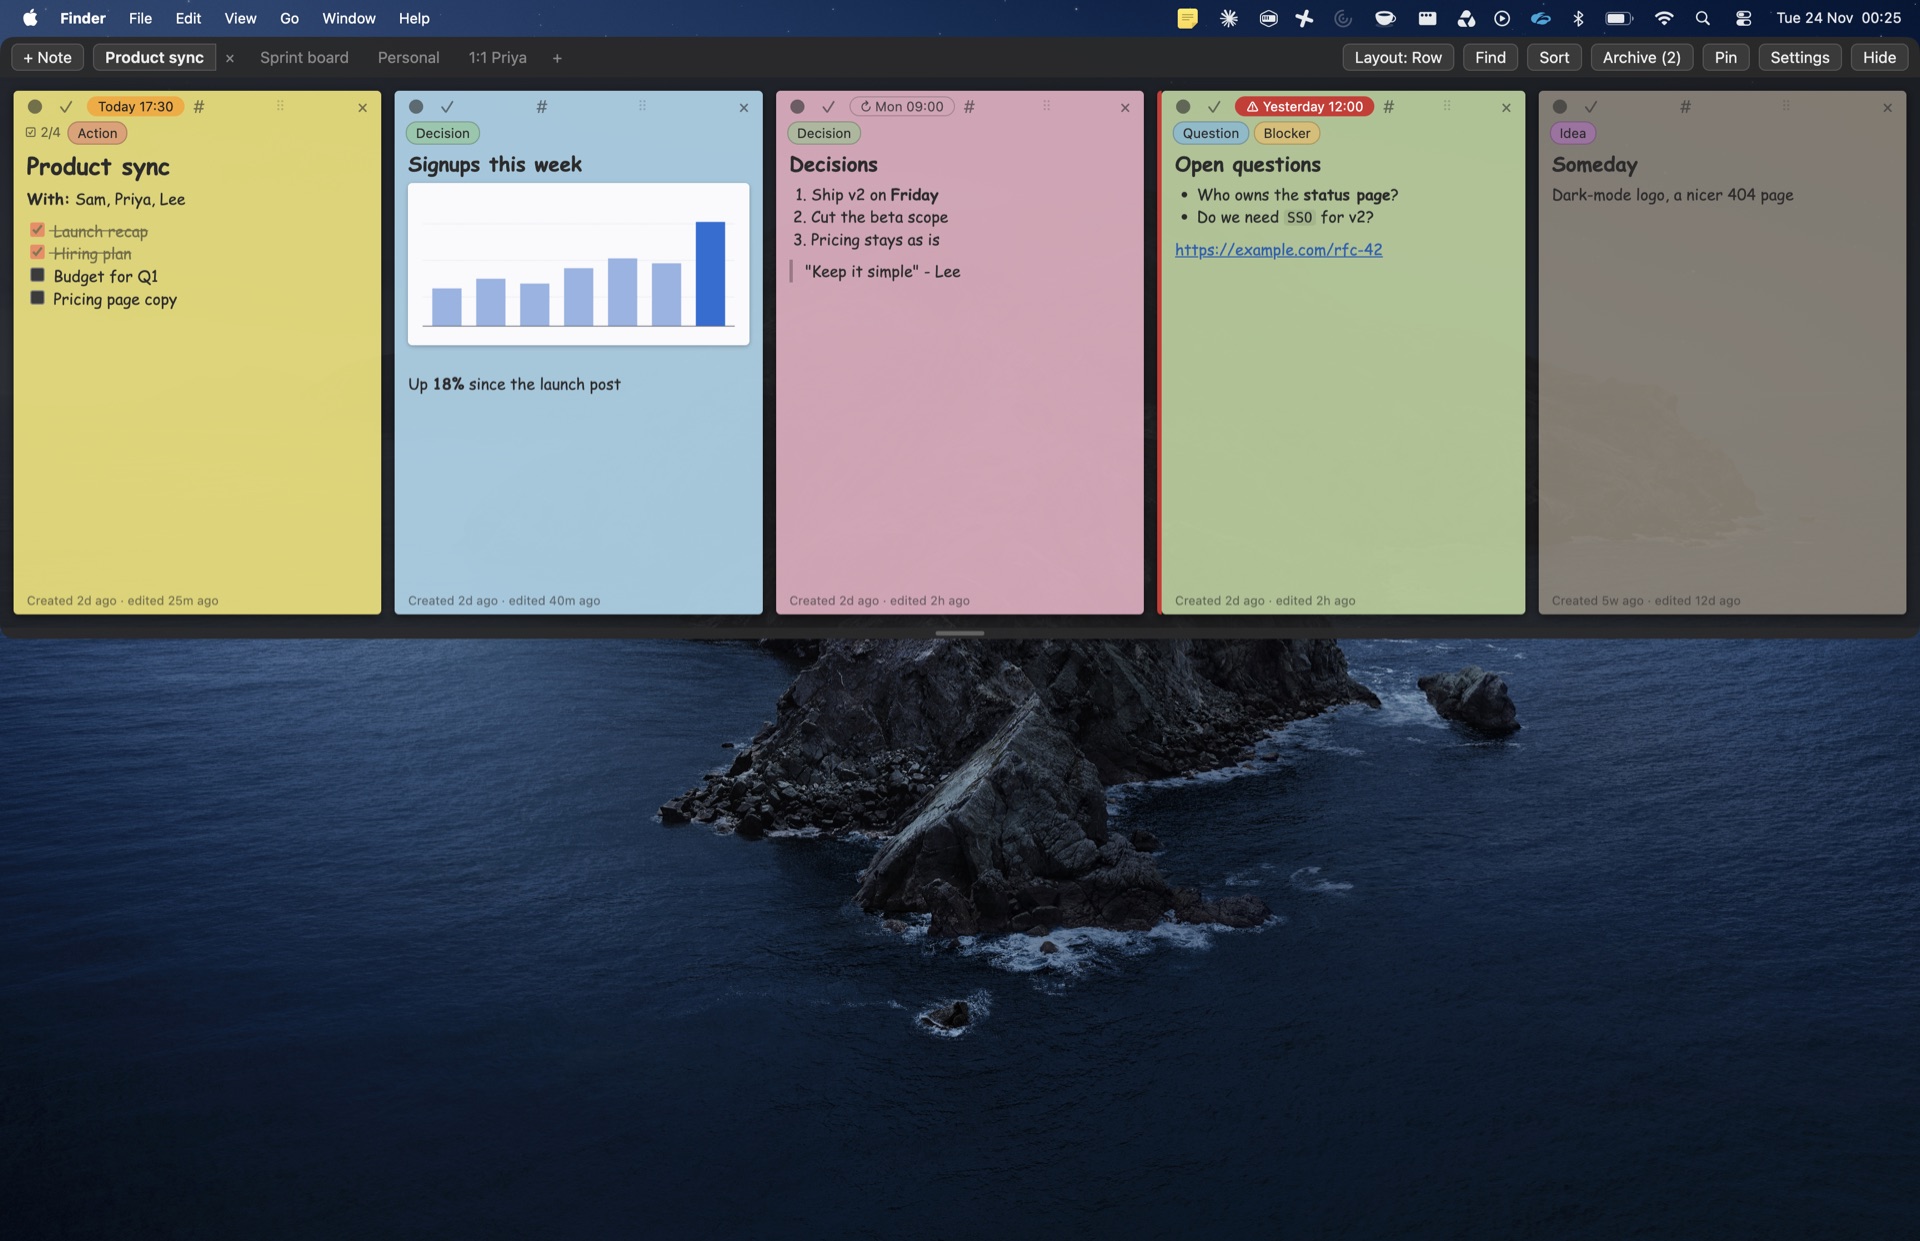 Finder File Edit View Go Window Help Tue 24 Nov 00:25
+ Note Product sync × Sprint board Personal 1:1 Priya + Layout: Row Find Sort Archive (2) Pin Settings Hide
Today 17:30 #
2/4 Action
Product sync
With: Sam, Priya, Lee
Launch recap
Hiring plan
Budget for Q1
Pricing page copy
Created 2d ago · edited 25m ago
#
Decision
Signups this week
Up 18% since the launch post
Created 2d ago · edited 40m ago
Mon 09:00 #
Decision
Decisions
1. Ship v2 on Friday
2. Cut the beta scope
3. Pricing stays as is
"Keep it simple" - Lee
Created 2d ago · edited 2h ago
Yesterday 12:00 #
Question Blocker
Open questions
• Who owns the status page?
• Do we need SSO for v2?
https://example.com/rfc-42
Created 2d ago · edited 2h ago
#
Idea
Someday
Dark-mode logo, a nicer 404 page
Created 5w ago · edited 12d ago